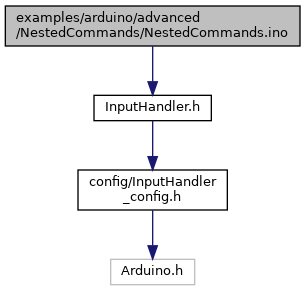 examples/arduino/advanced
/NestedCommands/NestedCommands.ino
InputHandler.h
config/InputHandler
_config.h
Arduino.h